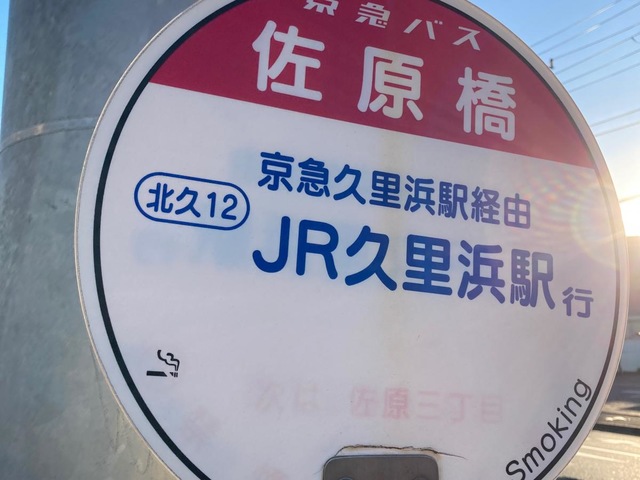 京急バス
佐原橋
京急久里浜駅経由
北久12
JR久里浜駅行
次は 佐原三丁目
Smoking